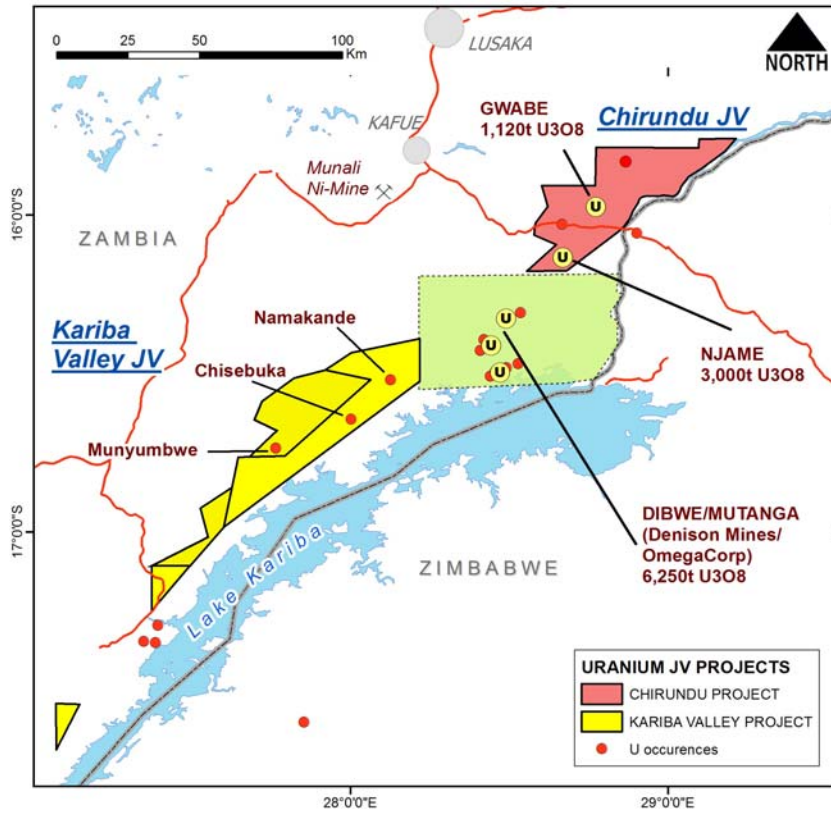 0 25 50 100
Km
LUSAKA
NORTH
GWABE
1,120t U3O8
Chirundu JV
KAFUE
Munali
Ni-Mine
16°0'0"S
ZAMBIA
U
U
Kariba
Valley JV
Namakande
U
Chisebuka
U
NJAME
3,000t U3O8
U
Munyumbwe
DIBWE/MUTANGA
(Denison Mines/
OmegaCorp)
6,250t U3O8
17°0'0"S
ZIMBABWE
Lake Kariba
URANIUM JV PROJECTS
CHIRUNDU PROJECT
KARIBA VALLEY PROJECT
U occurences
28°0'0"E
29°0'0"E